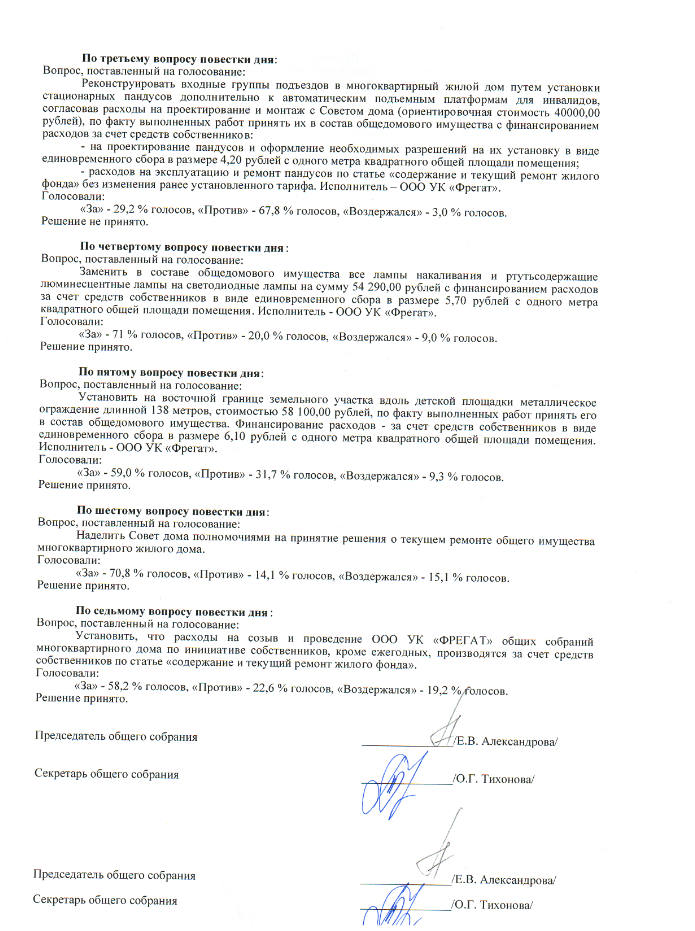 По третьему вопросу повестки дня:
Вопрос, поставленный на голосование:
Реконструировать входные группы подъездов в многоквартирный жилой дом путем установки
стационарных пандусов дополнительно к автоматическим подъемным платформам для инвалидов,
согласовав расходы на проектирование и монтаж с Советом дома (ориентировочная стоимость 40000,00
рублей), по факту выполненных работ принять их в состав общедомового имущества с финансированием
расходов за счет средств собственников:
- на проектирование пандусов и оформление необходимых разрешений на их установку в виде
единовременного сбора в размере 4,20 рублей с одного метра квадратного общей площади помещения;
- расходов на эксплуатацию и ремонт пандусов по статье «содержание и текущий ремонт жилого
фонда» без изменения ранее установленного тарифа. Исполнитель – ООО УК «Фрегат».
Голосовали:
«За» - 29,2 % голосов, «Против» - 67,8 % голосов, «Воздержался» - 3,0 % голосов.
Решение не принято.
По четвертому вопросу повестки дня:
Вопрос, поставленный на голосование:
Заменить в составе общедомового имущества все лампы накаливания и ртутьсодержащие
люминесцентные лампы на светодиодные лампы на сумму 54 290,00 рублей с финансированием расходов
за счет средств собственников в виде единовременного сбора в размере 5,70 рублей с одного метра
квадратного общей площади помещения. Исполнитель - ООО УК «Фрегат».
Голосовали:
«За» - 71 % голосов, «Против» - 20,0 % голосов, «Воздержался» - 9,0 % голосов.
Решение принято.
По пятому вопросу повестки дня:
Вопрос, поставленный на голосование:
Установить на восточной границе земельного участка вдоль детской площадки металлическое
ограждение длинной 138 метров, стоимостью 58 100,00 рублей, по факту выполненных работ принять его
в состав общедомового имущества. Финансирование расходов - за счет средств собственников в виде
единовременного сбора в размере 6,10 рублей с одного метра квадратного общей площади помещения.
Исполнитель - ООО УК «Фрегат».
Голосовали:
«За» - 59,0 % голосов, «Против» - 31,7 % голосов, «Воздержался» - 9,3 % голосов.
Решение принято.
По шестому вопросу повестки дня:
Вопрос, поставленный на голосование:
Наделить Совет дома полномочиями на принятие решения о текущем ремонте общего имущества
многоквартирного жилого дома.
Голосовали:
«За» - 70,8 % голосов, «Против» - 14,1 % голосов, «Воздержался» - 15,1 % голосов.
Решение принято.
По седьмому вопросу повестки дня:
Вопрос, поставленный на голосование:
Установить, что расходы на созыв и проведение ООО УК «ФРЕГАТ» общих собраний
многоквартирного дома по инициативе собственников, кроме ежегодных, производятся за счет средств
собственников по статье «содержание и текущий ремонт жилого фонда».
Голосовали:
«За» - 58,2 % голосов, «Против» - 22,6 % голосов, «Воздержался» - 19,2 % голосов.
Решение принято.
Председатель общего собрания /Е.В. Александрова/
Секретарь общего собрания /О.Г. Тихонова/
Председатель общего собрания /Е.В. Александрова/
Секретарь общего собрания /О.Г. Тихонова/